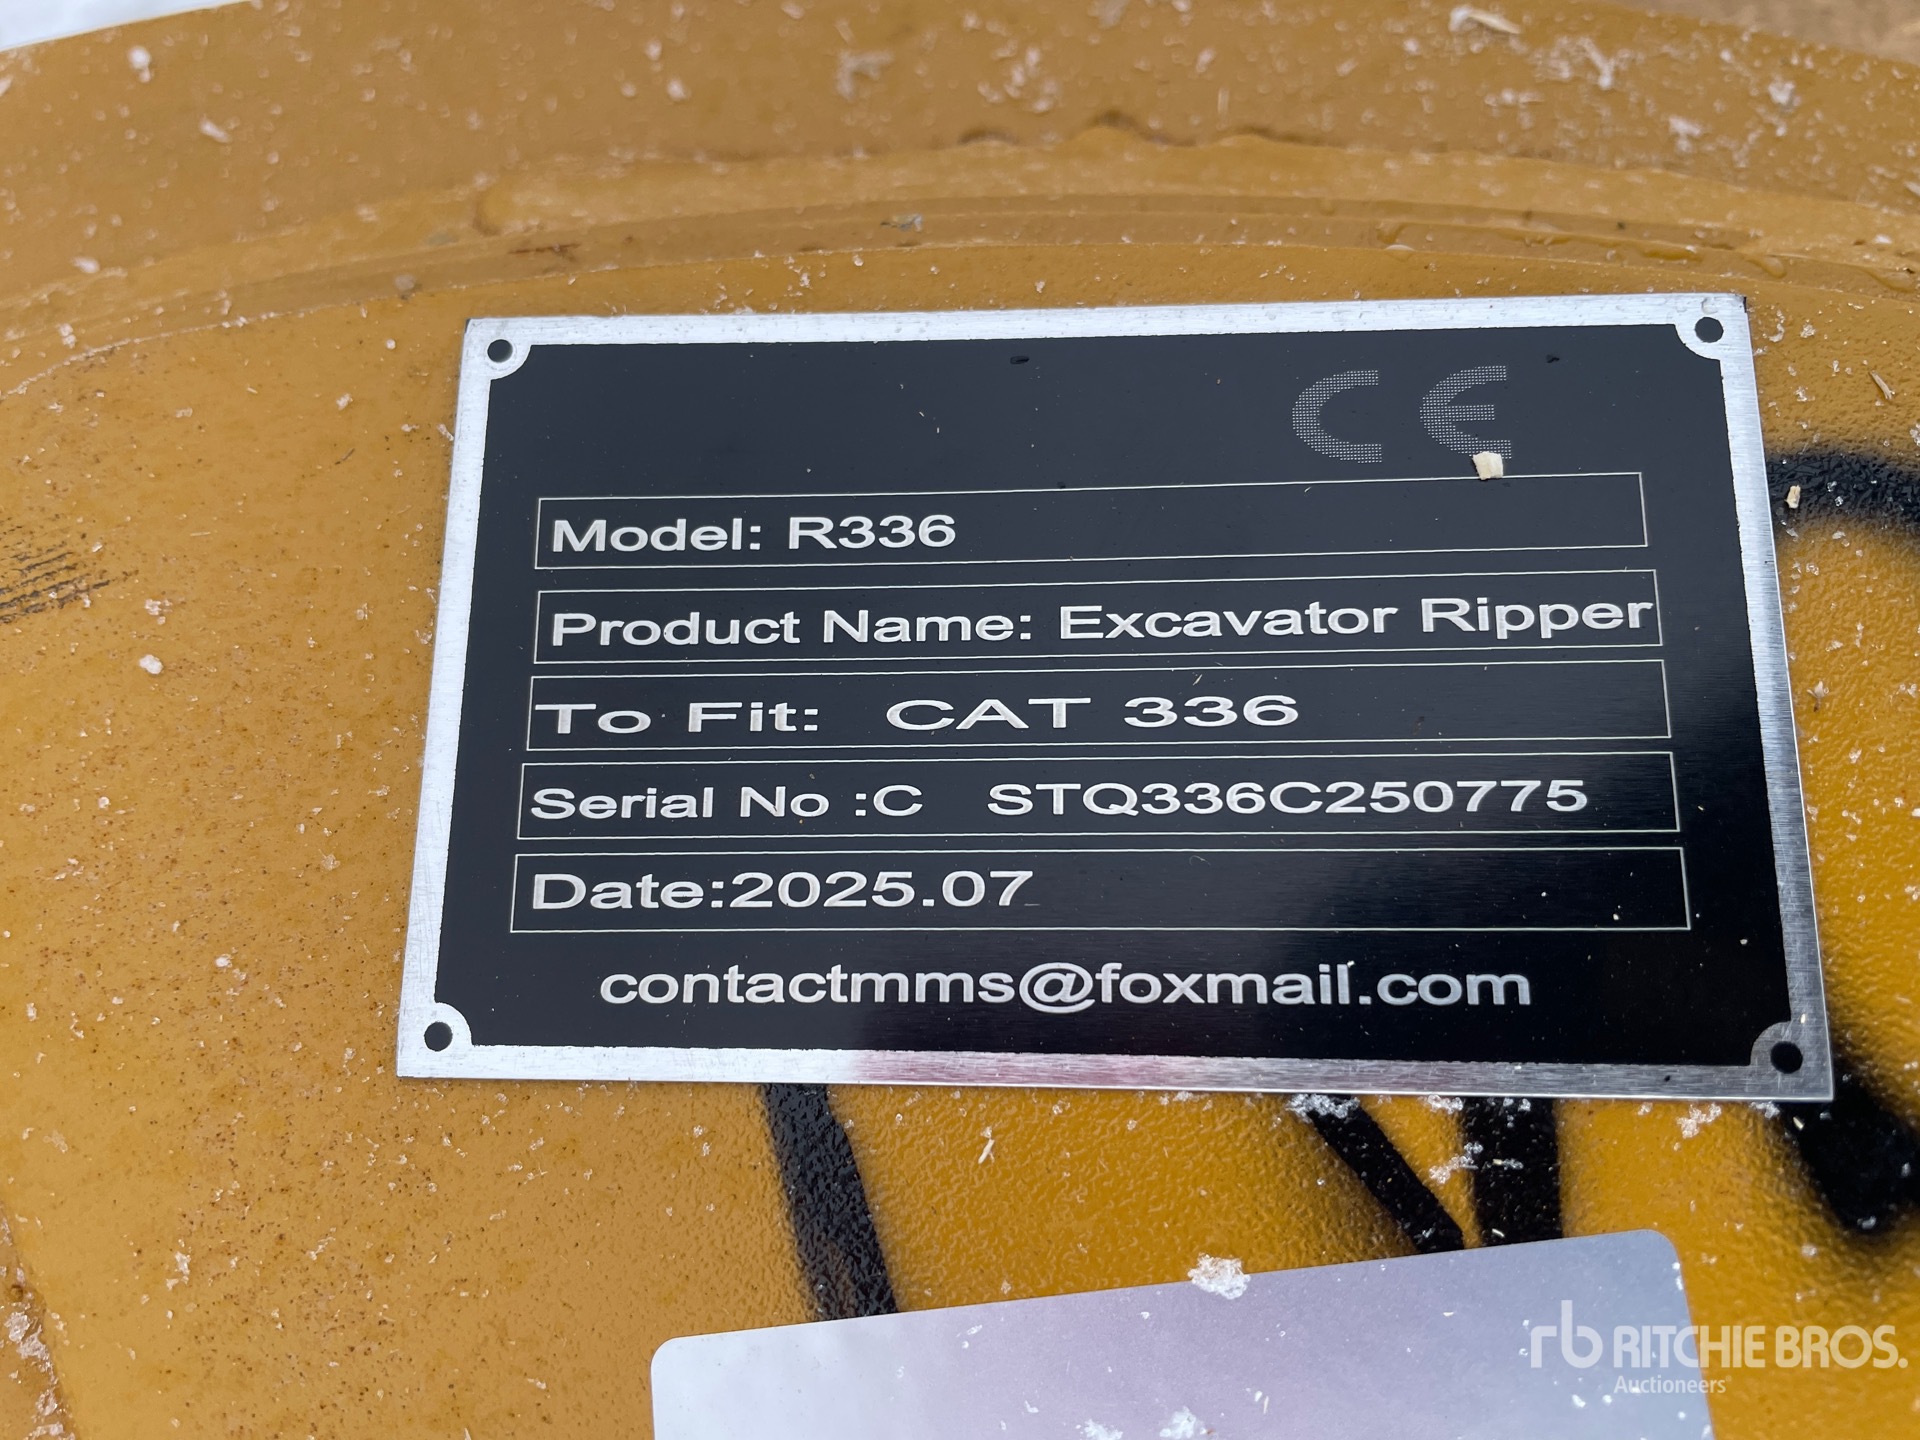 CE
Model: R336
Product Name: Excavator Ripper
To Fit: CAT 336
Serial No :C STQ336C250775
Date:2025.07
contactmms@foxmail.com
rb RITCHIE BROS.
Auctioneers